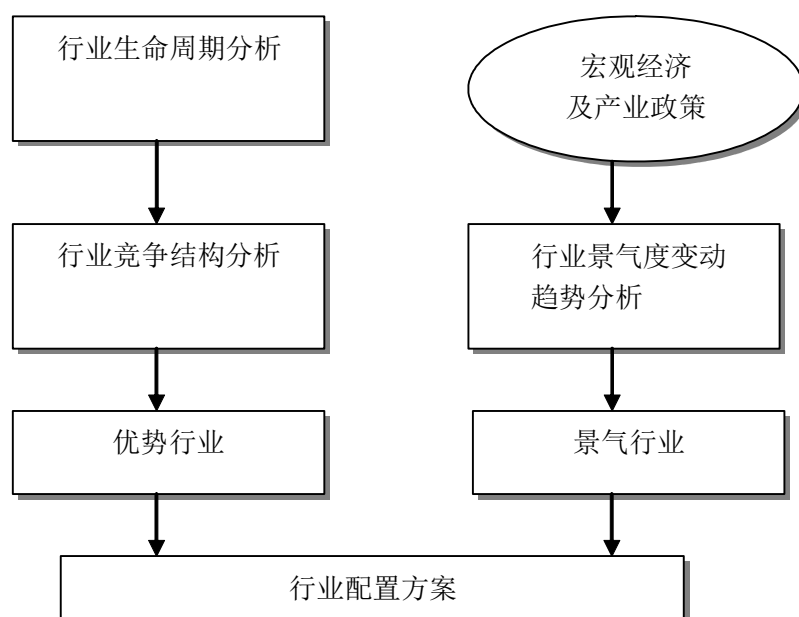 行业生命周期分析
宏观经济
及产业政策
行业竞争结构分析
行业景气度变动
趋势分析
优势行业
景气行业
行业配置方案